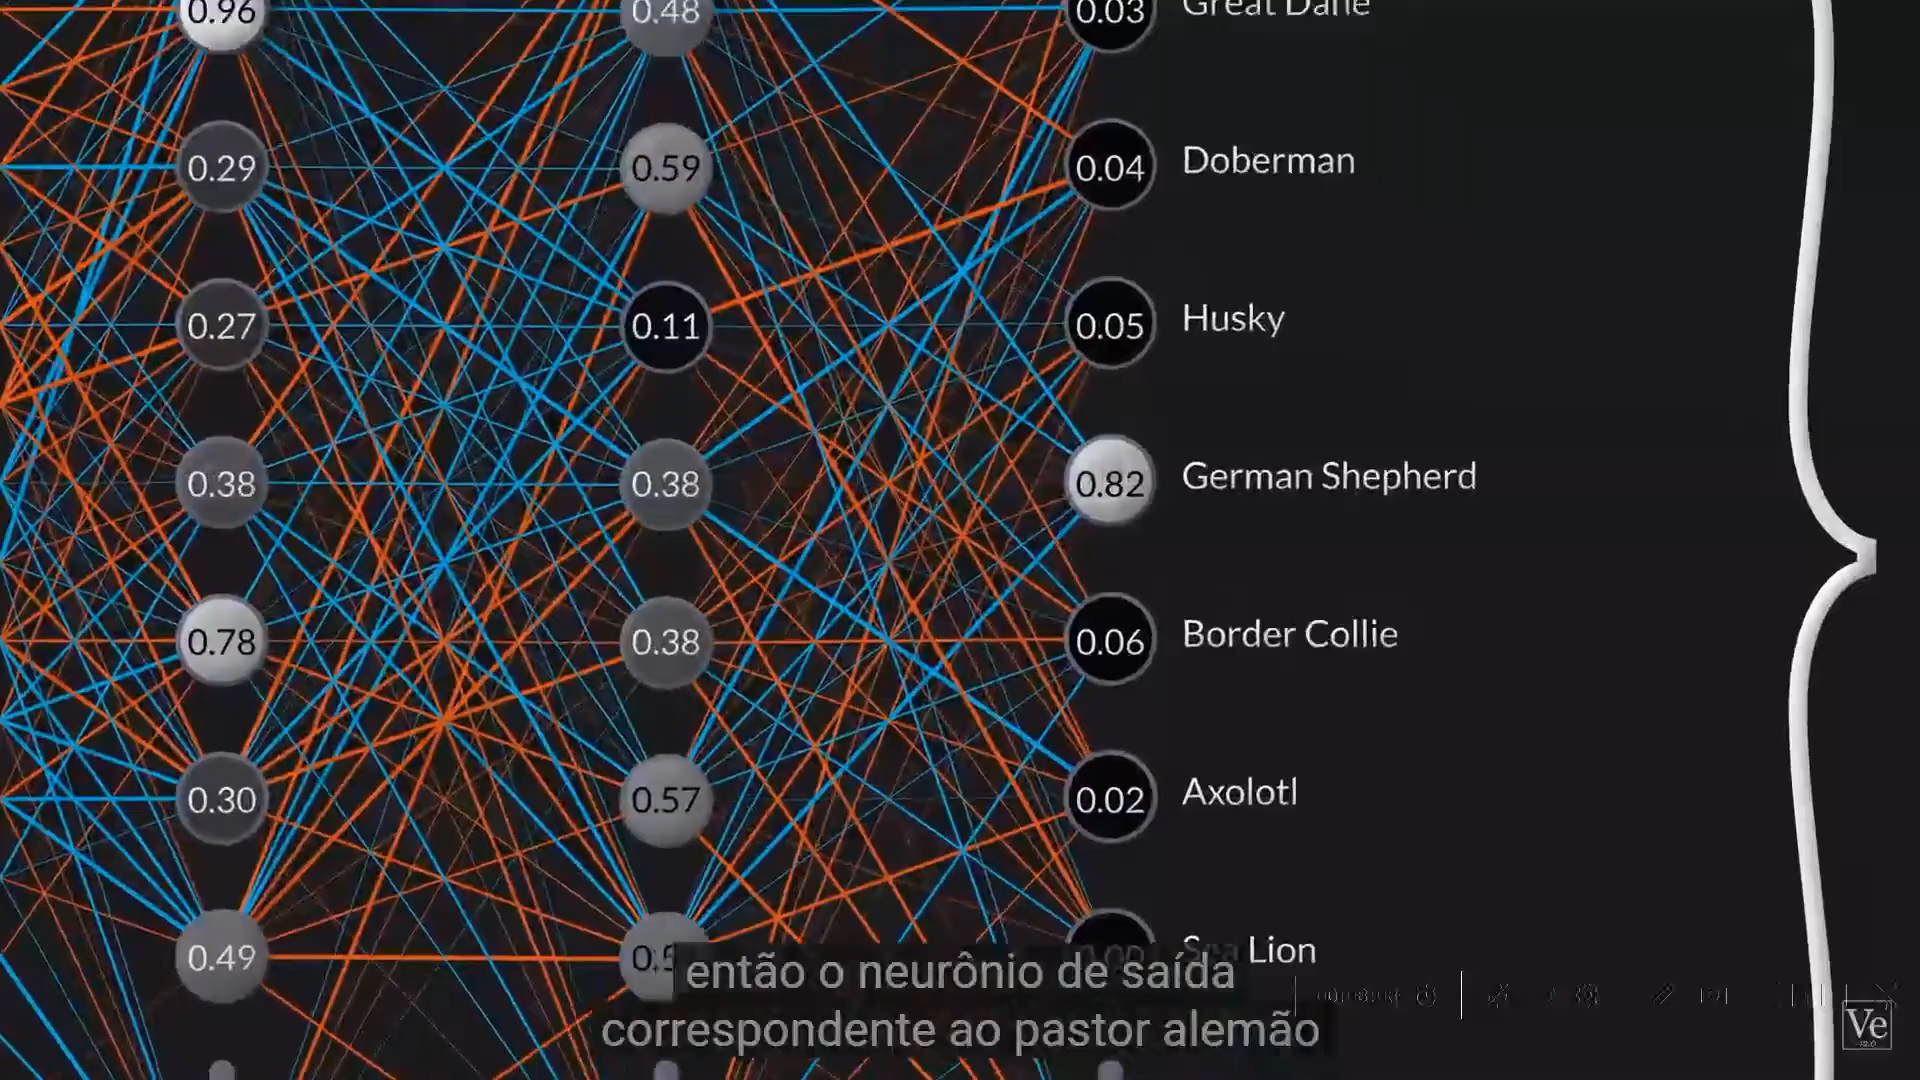 0.96 0.48 0.03 Great Dane
0.29 0.59 0.04 Doberman
0.27 0.11 0.05 Husky
0.38 0.38 0.82 German Shepherd
0.78 0.38 0.06 Border Collie
0.30 0.57 0.02 Axolotl
0.49 Sea Lion
então o neurônio de saída
correspondente ao pastor alemão
Ve